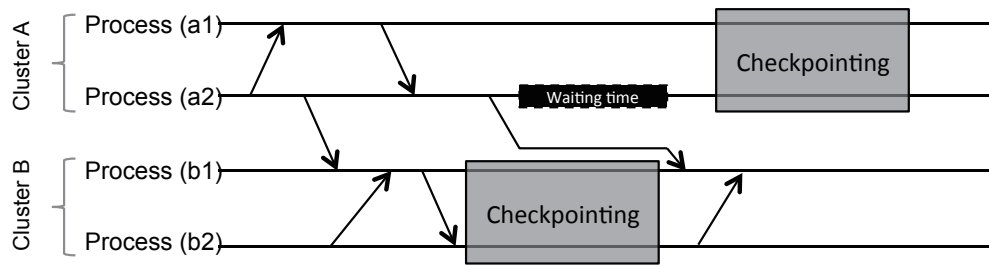 Cluster A
Process (a1)
Checkpointing
Process (a2)
Waiting time
Cluster B
Process (b1)
Checkpointing
Process (b2)